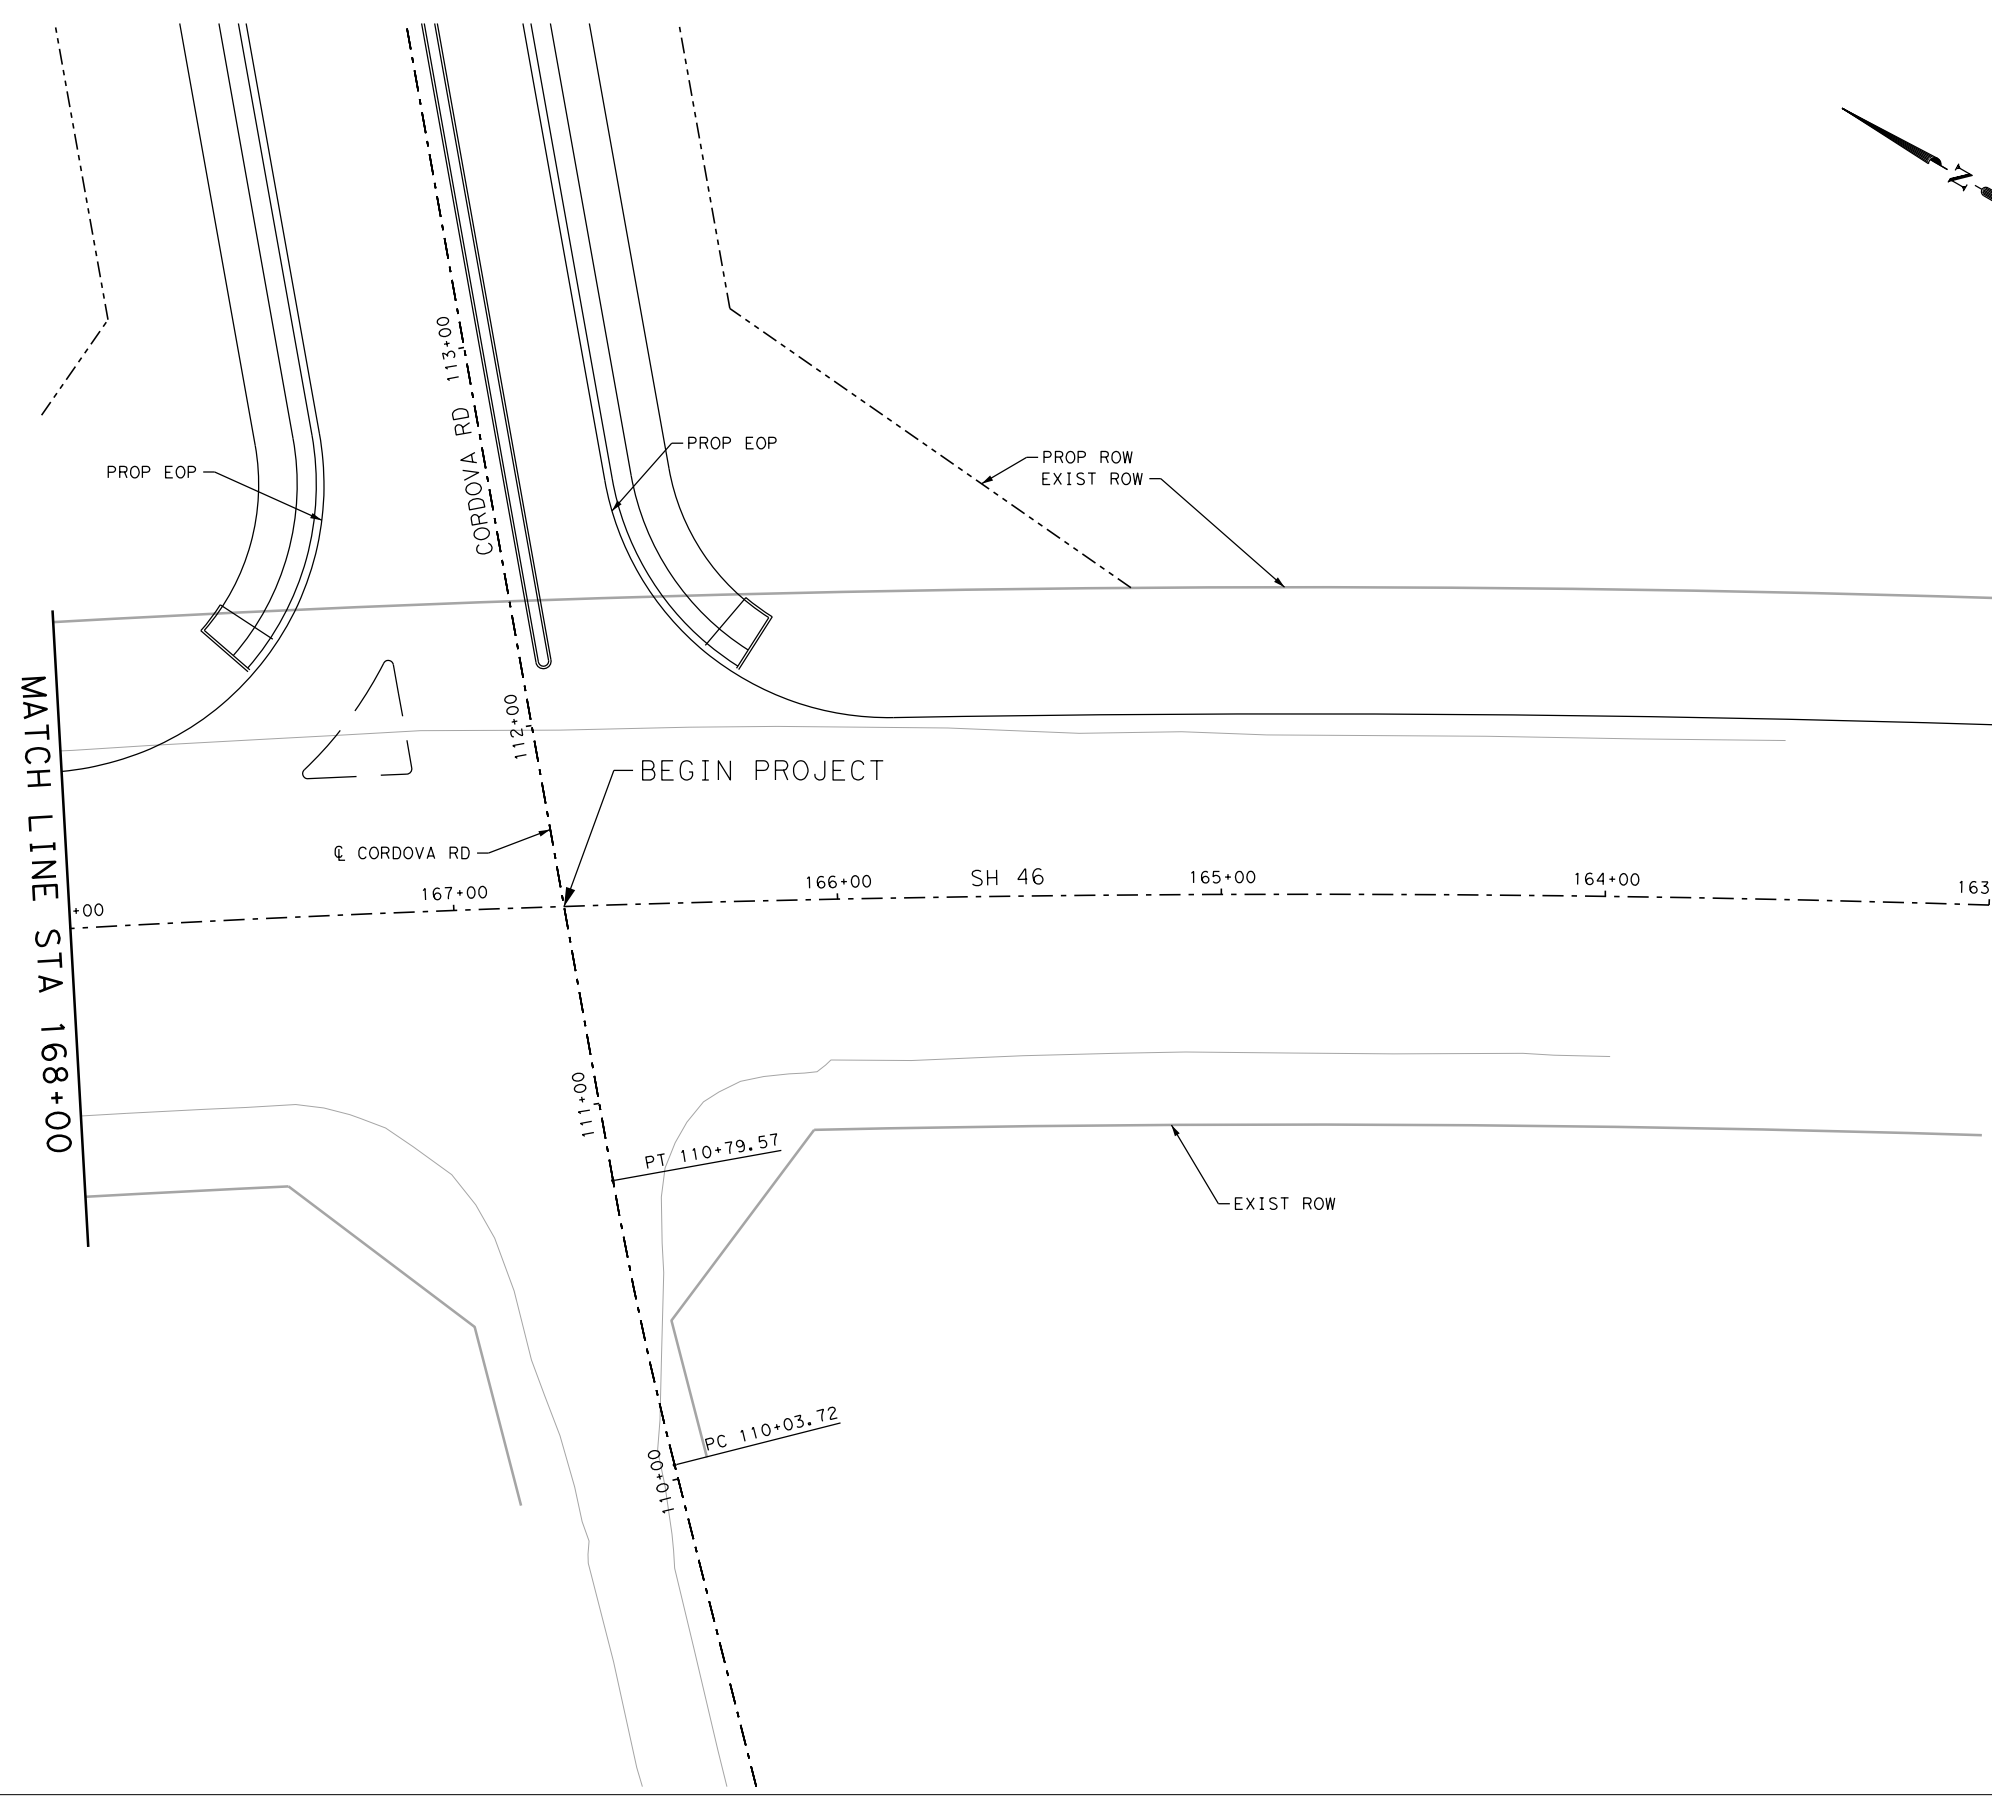 N
113+00
CORDOVA RD
PROP EOP
PROP EOP
PROP ROW
EXIST ROW
MATCH LINE STA 168+00
112+00
BEGIN PROJECT
℄ CORDOVA RD
+00
167+00
166+00
SH 46
165+00
164+00
163
111+00
PT 110+79.57
EXIST ROW
PC 110+03.72
110+00